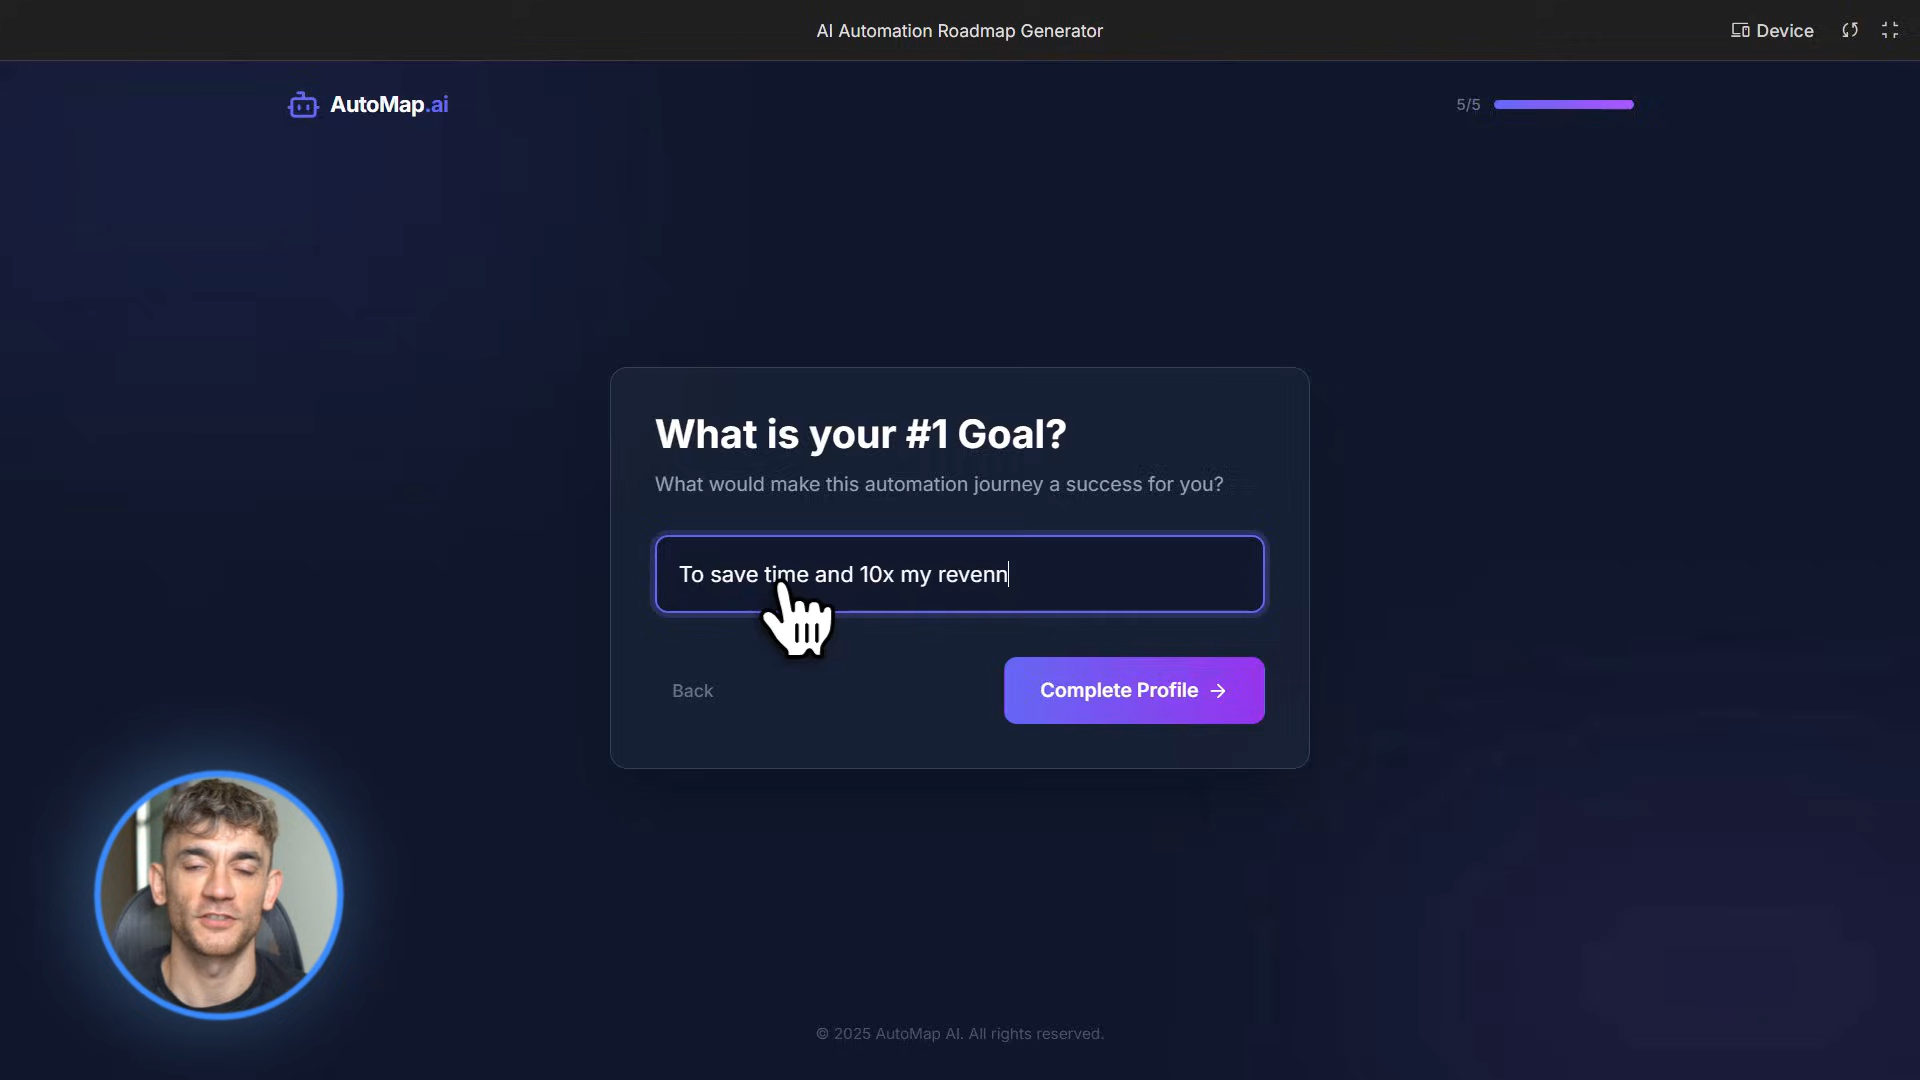 AI Automation Roadmap Generator
Device
AutoMap.ai
5/5
What is your #1 Goal?
What would make this automation journey a success for you?
To save time and 10x my revenn
Back
Complete Profile →
© 2025 AutoMap AI. All rights reserved.